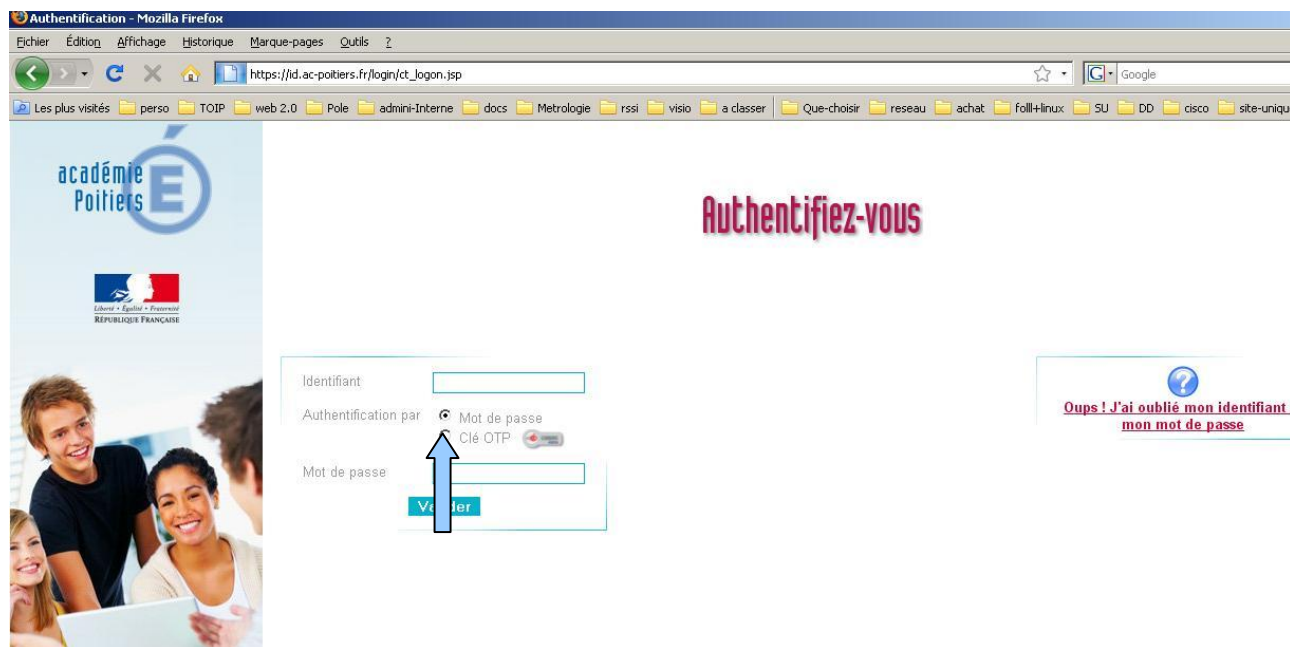 Authentification - Mozilla Firefox
Fichier Édition Affichage Historique Marque-pages Outils ?
https://id.ac-poitiers.fr/login/ct_logon.jsp
G Google
Les plus visités perso TOIP web 2.0 Pole admini-Interne docs Metrologie rssi visio a classer Que-choisir reseau achat folll+linux SU DD cisco site-uniqu
académie
Poitiers
É
Authentifiez-vous
Liberté • Égalité • Fraternité
RÉPUBLIQUE FRANÇAISE
Identifiant
Authentification par Mot de passe
Clé OTP
Mot de passe
?
Oups ! J'ai oublié mon identifiant
mon mot de passe